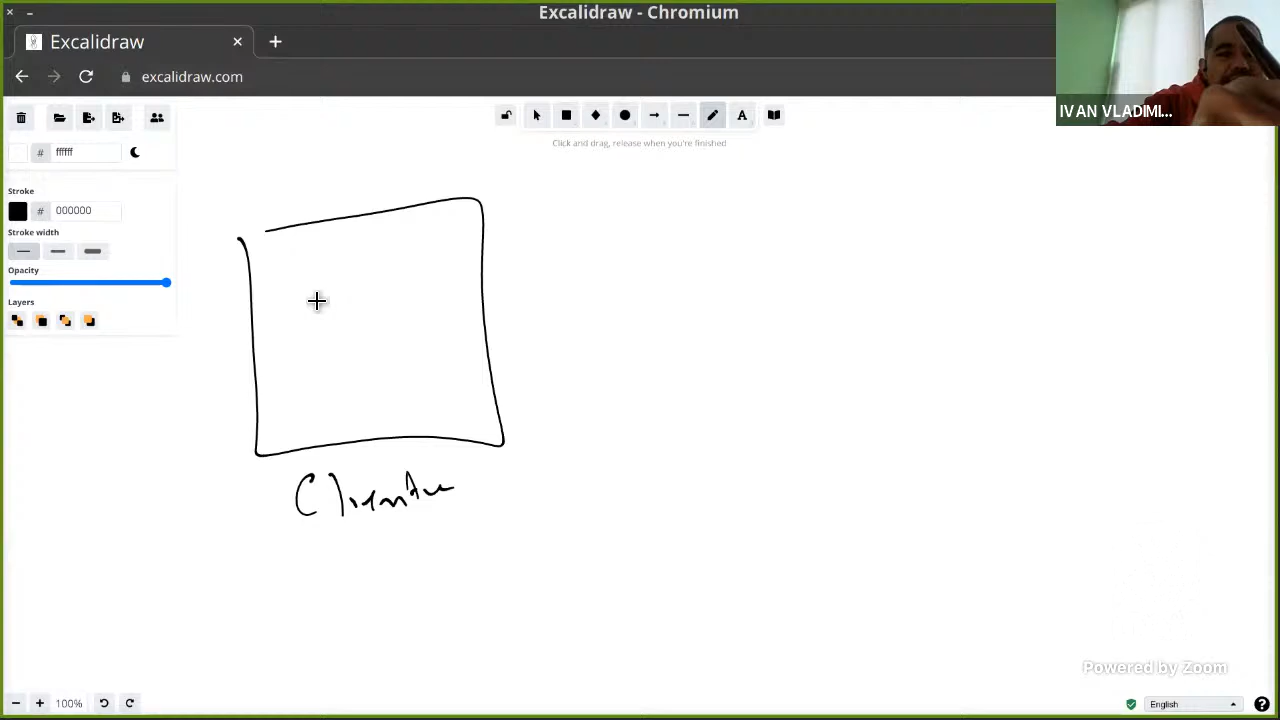 Excalidraw - Chromium
Excalidraw
excalidraw.com
IVAN VLADIMI...
# ffffff
Click and drag, release when you're finished
Stroke
# 000000
Stroke width
Opacity
Layers
Cliente
Powered by Zoom
100%
English